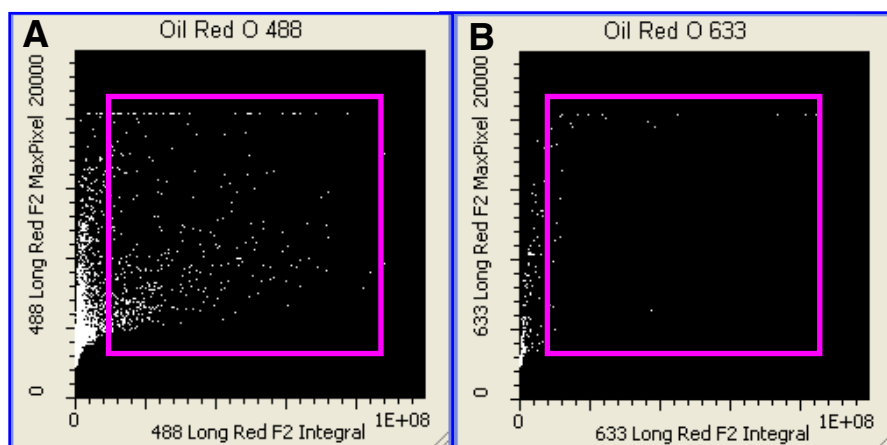 A
Oil Red O 488
488 Long Red F2 MaxPixel 20000
0
0
1E+08
488 Long Red F2 Integral
B
Oil Red O 633
633 Long Red F2 MaxPixel 20000
0
0
1E+08
633 Long Red F2 Integral